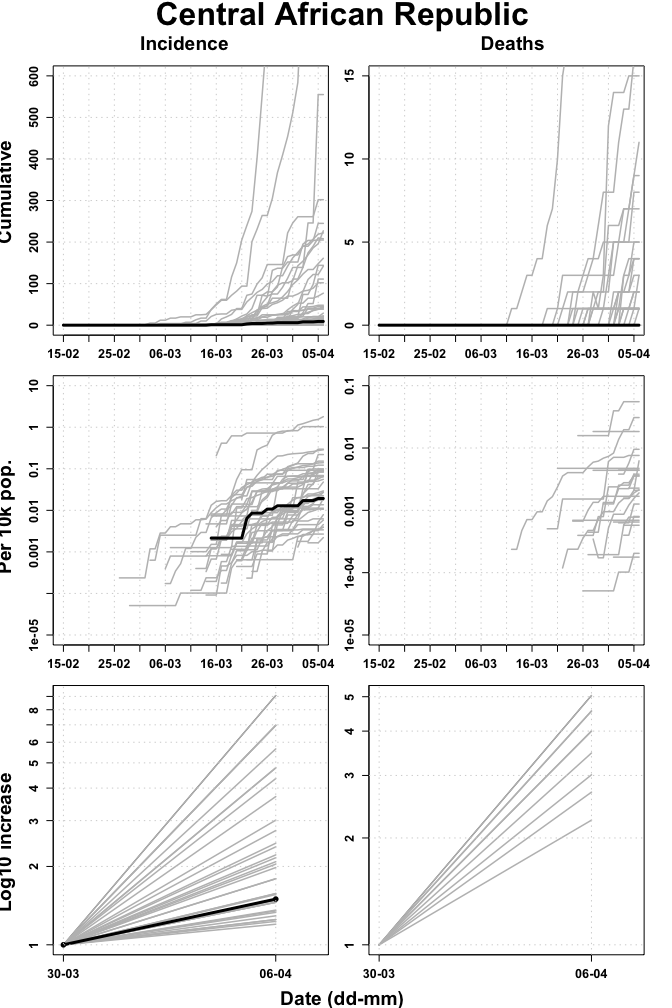 Central African Republic
Incidence
Deaths
Cumulative
600
500
400
300
200
100
0
15-02 25-02 06-03 16-03 26-03 05-04
15
10
5
0
15-02 25-02 06-03 16-03 26-03 05-04
Per 10k pop.
10
1
0.1
0.01
0.001
1e-05
15-02 25-02 06-03 16-03 26-03 05-04
0.1
0.01
0.001
1e-04
1e-05
15-02 25-02 06-03 16-03 26-03 05-04
Log10 increase
8
6
5
4
3
2
1
30-03 06-04
5
4
3
2
1
30-03 06-04
Date (dd-mm)